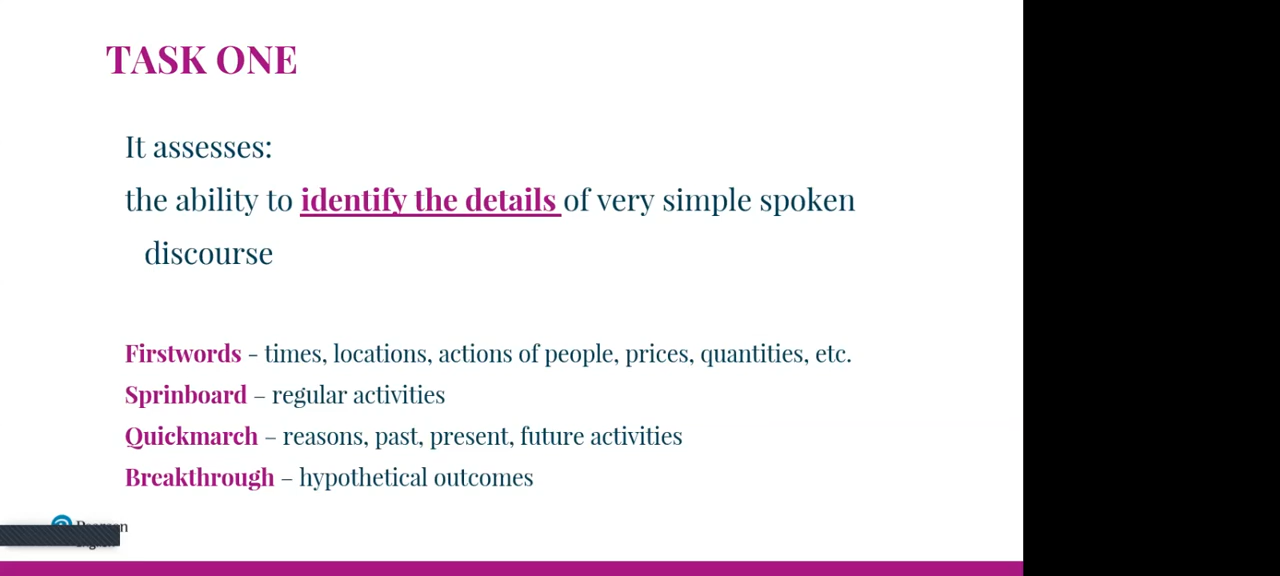 TASK ONE
It assesses:
the ability to identify the details of very simple spoken
discourse
Firstwords - times, locations, actions of people, prices, quantities, etc.
Sprinboard – regular activities
Quickmarch – reasons, past, present, future activities
Breakthrough – hypothetical outcomes